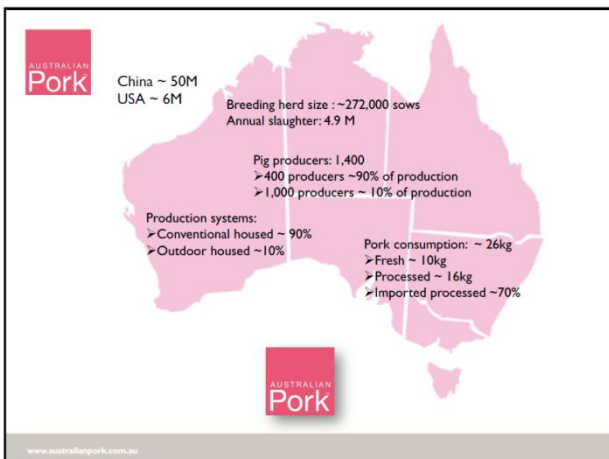 AUSTRALIAN
Pork
China ~ 50M
USA ~ 6M
Breeding herd size : ~272,000 sows
Annual slaughter: 4.9 M
Pig producers: 1,400
➢400 producers ~90% of production
➢1,000 producers ~ 10% of production
Production systems:
➢Conventional housed ~ 90%
➢Outdoor housed ~10%
Pork consumption: ~ 26kg
➢Fresh ~ 10kg
➢Processed ~ 16kg
➢Imported processed ~70%
AUSTRALIAN
Pork
www.australianpork.com.au